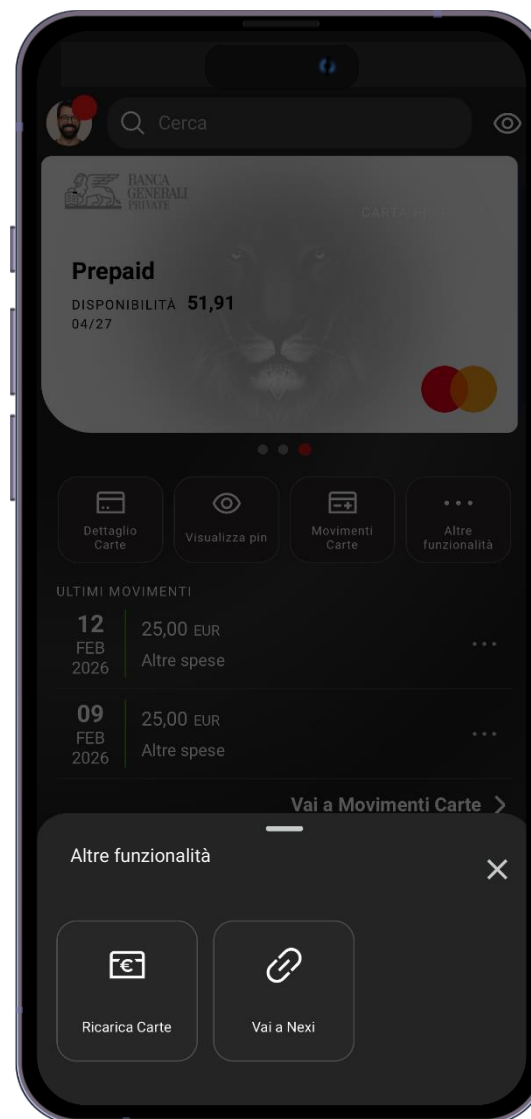 Cerca
BANCA
GENERALI
PRIVATE
CARTA
Prepaid
DISPONIBILITÀ 51,91
04/27
Dettaglio
Carte
Visualizza pin
Movimenti
Carte
Altre
funzionalità
ULTIMI MOVIMENTI
12
FEB
2026
25,00 EUR
Altre spese
09
FEB
2026
25,00 EUR
Altre spese
Vai a Movimenti Carte
Altre funzionalità
Ricarica Carte
Vai a Nexi